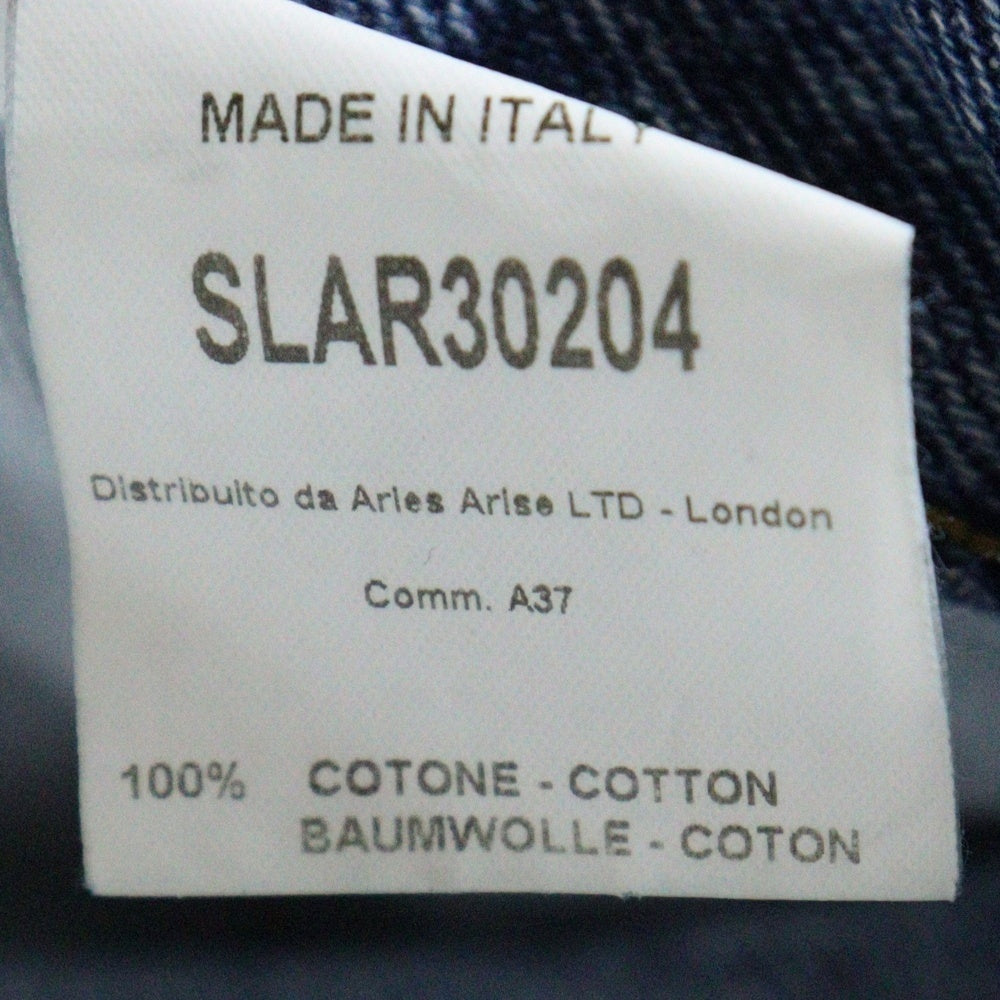 MADE IN ITALY
SLAR30204
Distribuito da Aries Arise LTD - London
Comm. A37
100% COTONE - COTTON
BAUMWOLLE - COTON